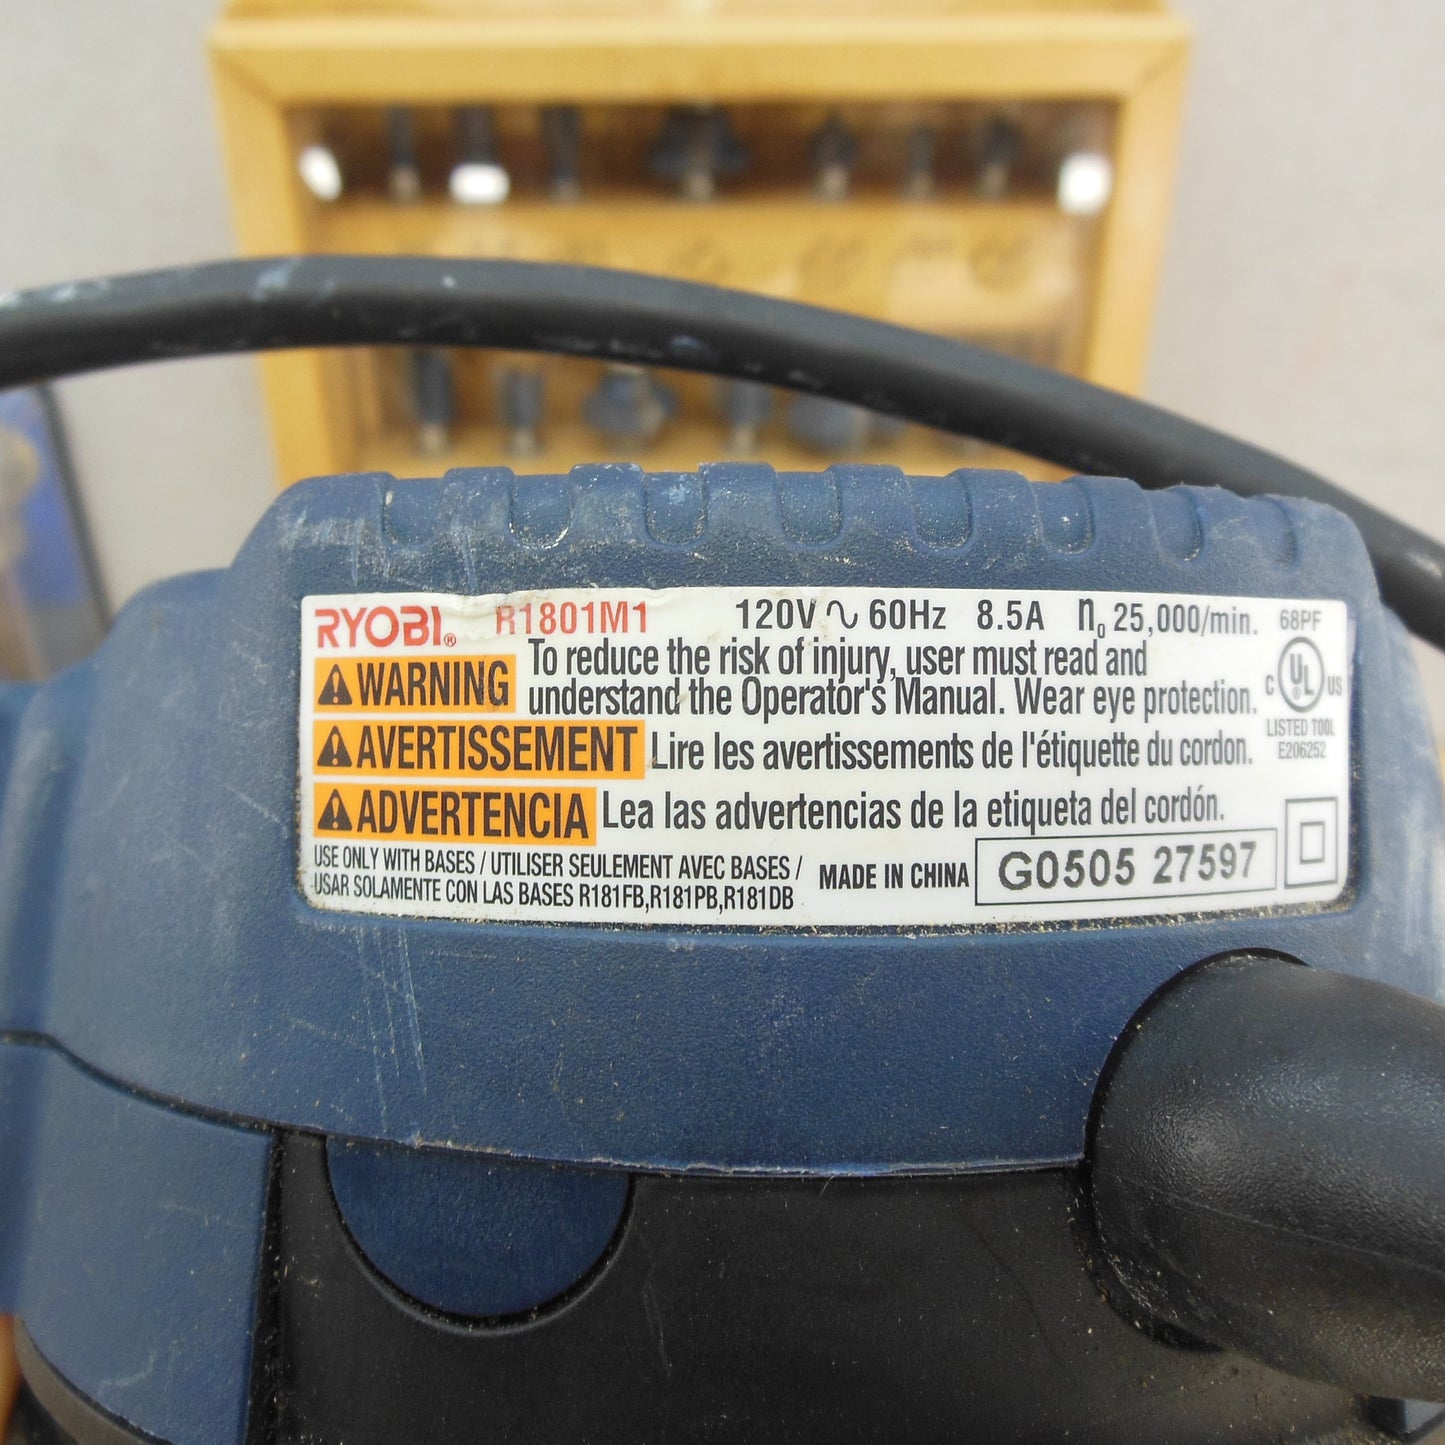 RYOBI® R1801M1 120V ∿ 60Hz 8.5A n₀ 25,000/min. 68PF
⚠WARNING To reduce the risk of injury, user must read and
understand the Operator's Manual. Wear eye protection.
C UL® US
LISTED TOOL
E206252
⚠AVERTISSEMENT Lire les avertissements de l'étiquette du cordon.
⚠ADVERTENCIA Lea las advertencias de la etiqueta del cordón.
USE ONLY WITH BASES / UTILISER SEULEMENT AVEC BASES /
USAR SOLAMENTE CON LAS BASES R181FB,R181PB,R181DB
MADE IN CHINA G0505 27597